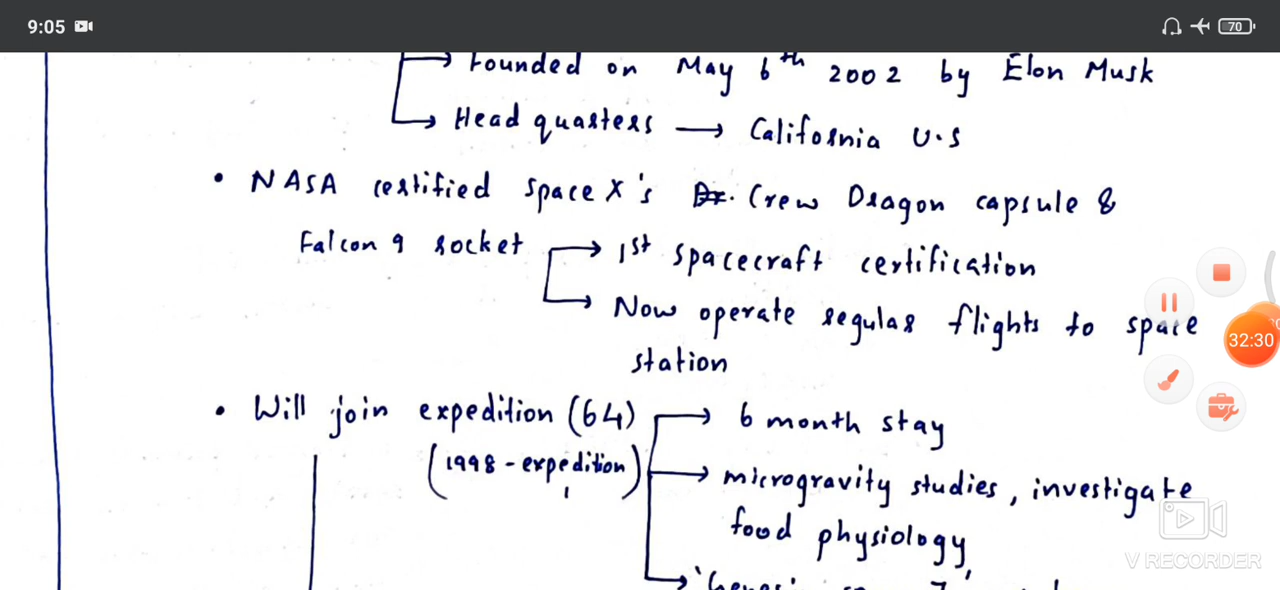 9:05
70
Founded on May 6th 2002 by Elon Musk
Head quarters → California U.S
• NASA certified space X's Dr. Crew Dragon capsule &
Falcon 9 rocket → 1st spacecraft certification
→ Now operate regular flights to space
station
32:30
• Will join expedition (64) → 6 month stay
(1998 - expedition 1) → microgravity studies, investigate
food physiology,
V RECORDER